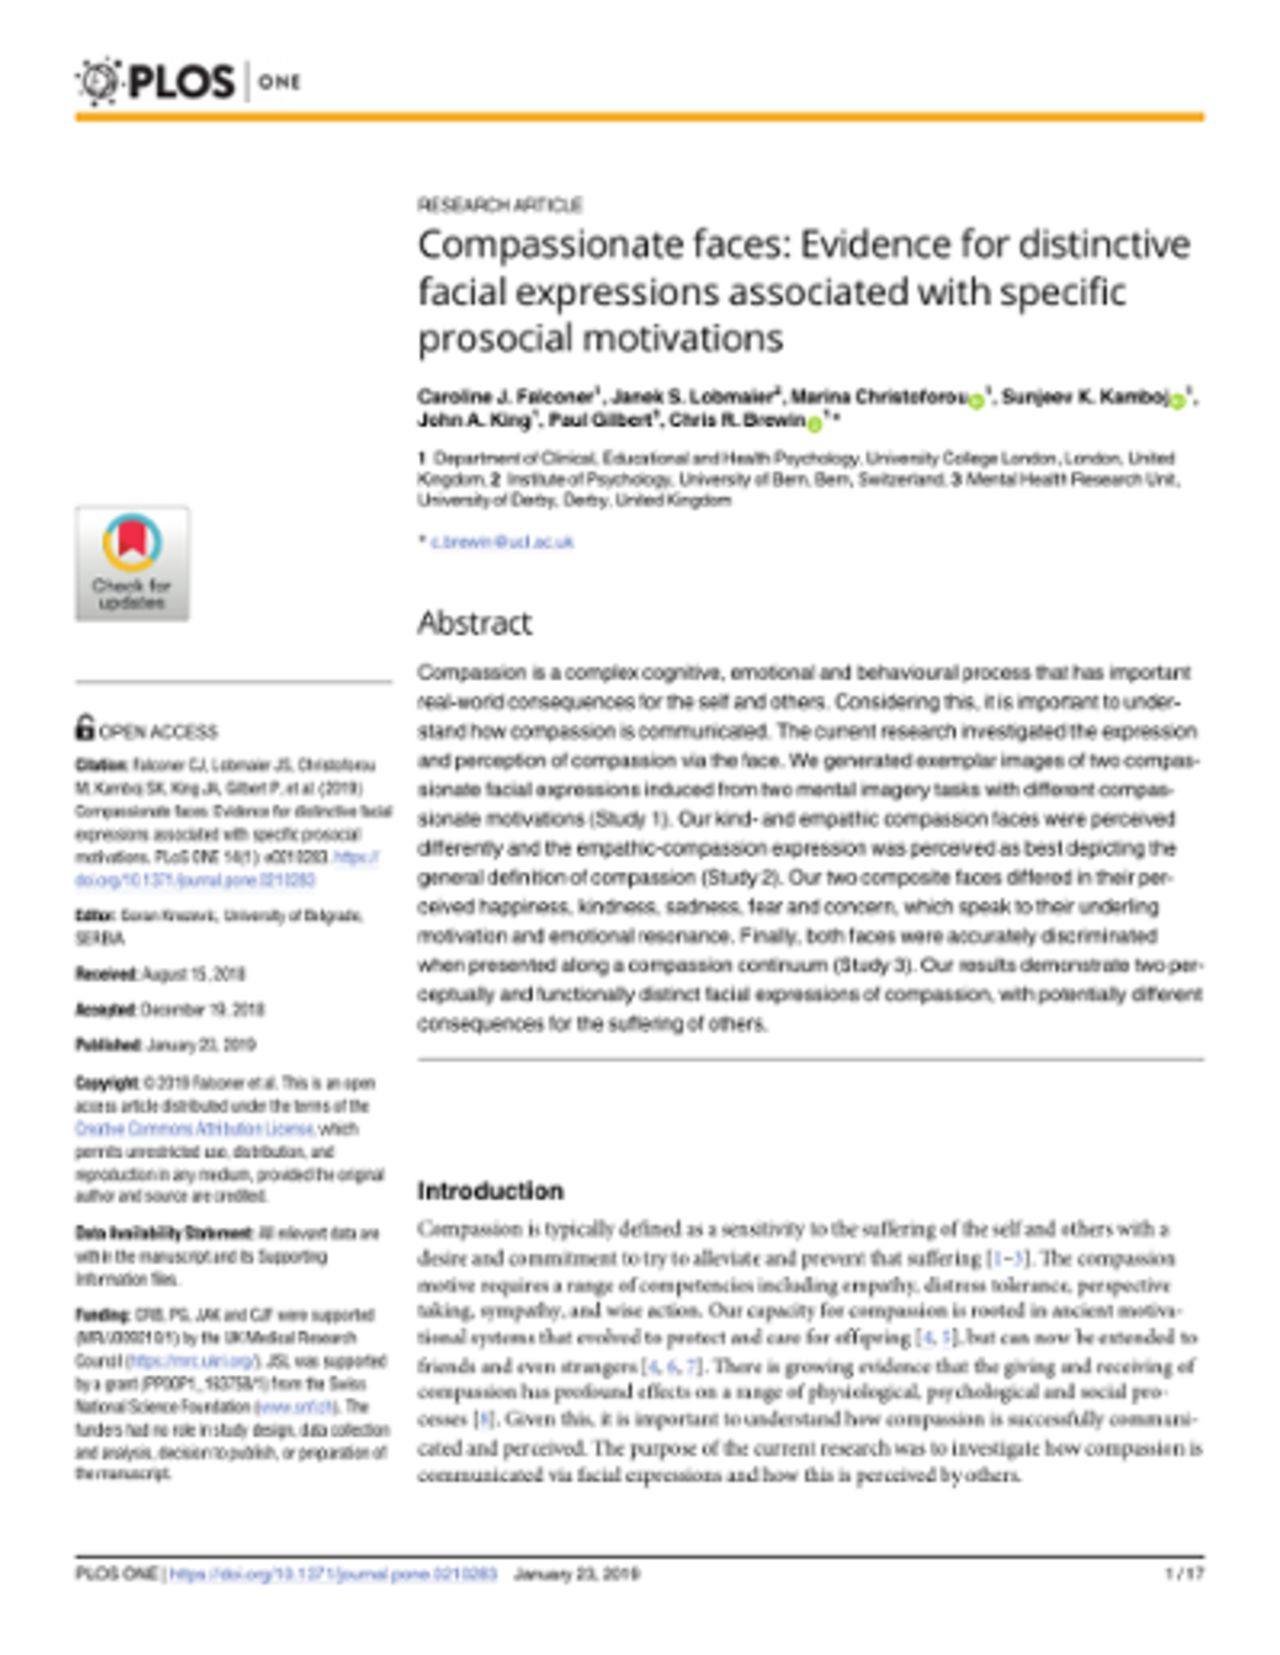 PLOS ONE
RESEARCH ARTICLE
Compassionate faces: Evidence for distinctive
facial expressions associated with specific
prosocial motivations
Caroline J. Falconer1, Janek S. Lobmaier2, Marina Christoforou1, Sunjeev K. Kamboj1,
John A. King1, Paul Gilbert3, Chris R. Brewin1*
1 Department of Clinical, Educational and Health Psychology, University College London, London, United
Kingdom, 2 Institute of Psychology, University of Bern, Bern, Switzerland, 3 Mental Health Research Unit,
University of Derby, Derby, United Kingdom
* c.brewin@ucl.ac.uk
Check for
updates
OPEN ACCESS
Citation: Falconer CJ, Lobmaier JS, Christoforou
M, Kamboj SK, King JA, Gilbert P, et al. (2019)
Compassionate faces: Evidence for distinctive facial
expressions associated with specific prosocial
motivations. PLoS ONE 14(1): e0210283. https://
doi.org/10.1371/journal.pone.0210283
Editor: Goran Knezevic, University of Belgrade,
SERBIA
Received: August 15, 2018
Accepted: December 19, 2018
Published: January 23, 2019
Copyright: © 2019 Falconer et al. This is an open
access article distributed under the terms of the
Creative Commons Attribution License, which
permits unrestricted use, distribution, and
reproduction in any medium, provided the original
author and source are credited.
Data Availability Statement: All relevant data are
within the manuscript and its Supporting
Information files.
Funding: CRB, PG, JAK and CJF were supported
by the UK Medical Research
Council (https://mrc.ukri.org/). JSL was supported
by a grant from the Swiss
National Science Foundation (www.snf.ch). The
funders had no role in study design, data collection
and analysis, decision to publish, or preparation of
the manuscript.
Abstract
Compassion is a complex cognitive, emotional and behavioural process that has important
real-world consequences for the self and others. Considering this, it is important to under-
stand how compassion is communicated. The current research investigated the expression
and perception of compassion via the face. We generated exemplar images of two compas-
sionate facial expressions induced from two mental imagery tasks with different compas-
sionate motivations (Study 1). Our kind- and empathic compassion faces were perceived
differently and the empathic-compassion expression was perceived as best depicting the
general definition of compassion (Study 2). Our two composite faces differed in their per-
ceived happiness, kindness, sadness, fear and concern, which speak to their underling
motivation and emotional resonance. Finally, both faces were accurately discriminated
when presented along a compassion continuum (Study 3). Our results demonstrate two per-
ceptually and functionally distinct facial expressions of compassion, with potentially different
consequences for the suffering of others.
Introduction
Compassion is typically defined as a sensitivity to the suffering of the self and others with a
desire and commitment to try to alleviate and prevent that suffering [1–3]. The compassion
motive requires a range of competencies including empathy, distress tolerance, perspective
taking, sympathy, and wise action. Our capacity for compassion is rooted in ancient motiva-
tional systems that evolved to protect and care for offspring [4, 5], but can now be extended to
friends and even strangers [4, 6, 7]. There is growing evidence that the giving and receiving of
compassion has profound effects on a range of physiological, psychological and social pro-
cesses [8]. Given this, it is important to understand how compassion is successfully communi-
cated and perceived. The purpose of the current research was to investigate how compassion is
communicated via facial expressions and how this is perceived by others.
PLOS ONE | https://doi.org/10.1371/journal.pone.0210283 January 23, 2019
1 / 17